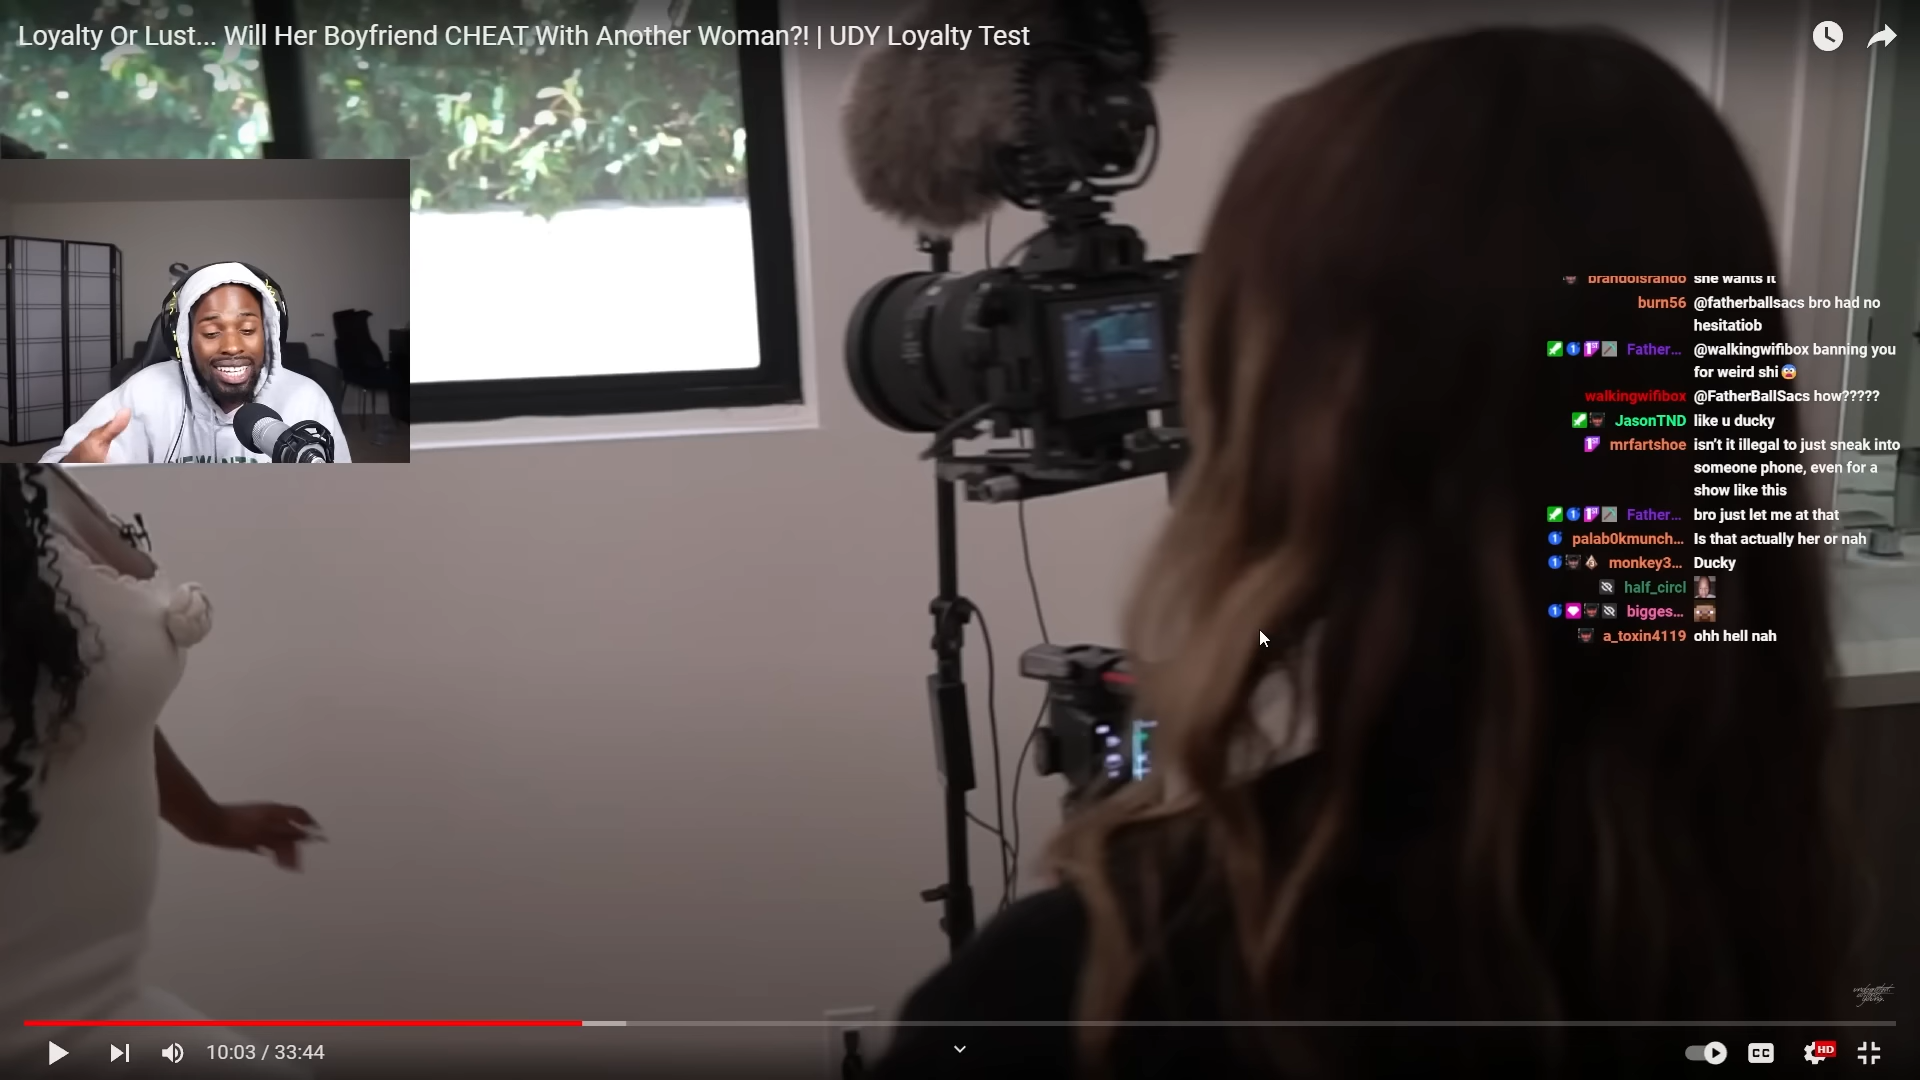 Loyalty Or Lust... Will Her Boyfriend CHEAT With Another Woman?! | UDY Loyalty Test
brandoisrando she wants it
burn56 @fatherballsacs bro had no
hesitatiob
Father... @walkingwifibox banning you
for weird shi😨
walkingwifibox @FatherBallSacs how?????
JasonTND like u ducky
mrfartshoe isn't it illegal to just sneak into
someone phone, even for a
show like this
Father... bro just let me at that
palab0kmunch... Is that actually her or nah
monkey3... Ducky
half_circl
bigges...
a_toxin4119 ohh hell nah
10:03 / 33:44
CC
HD